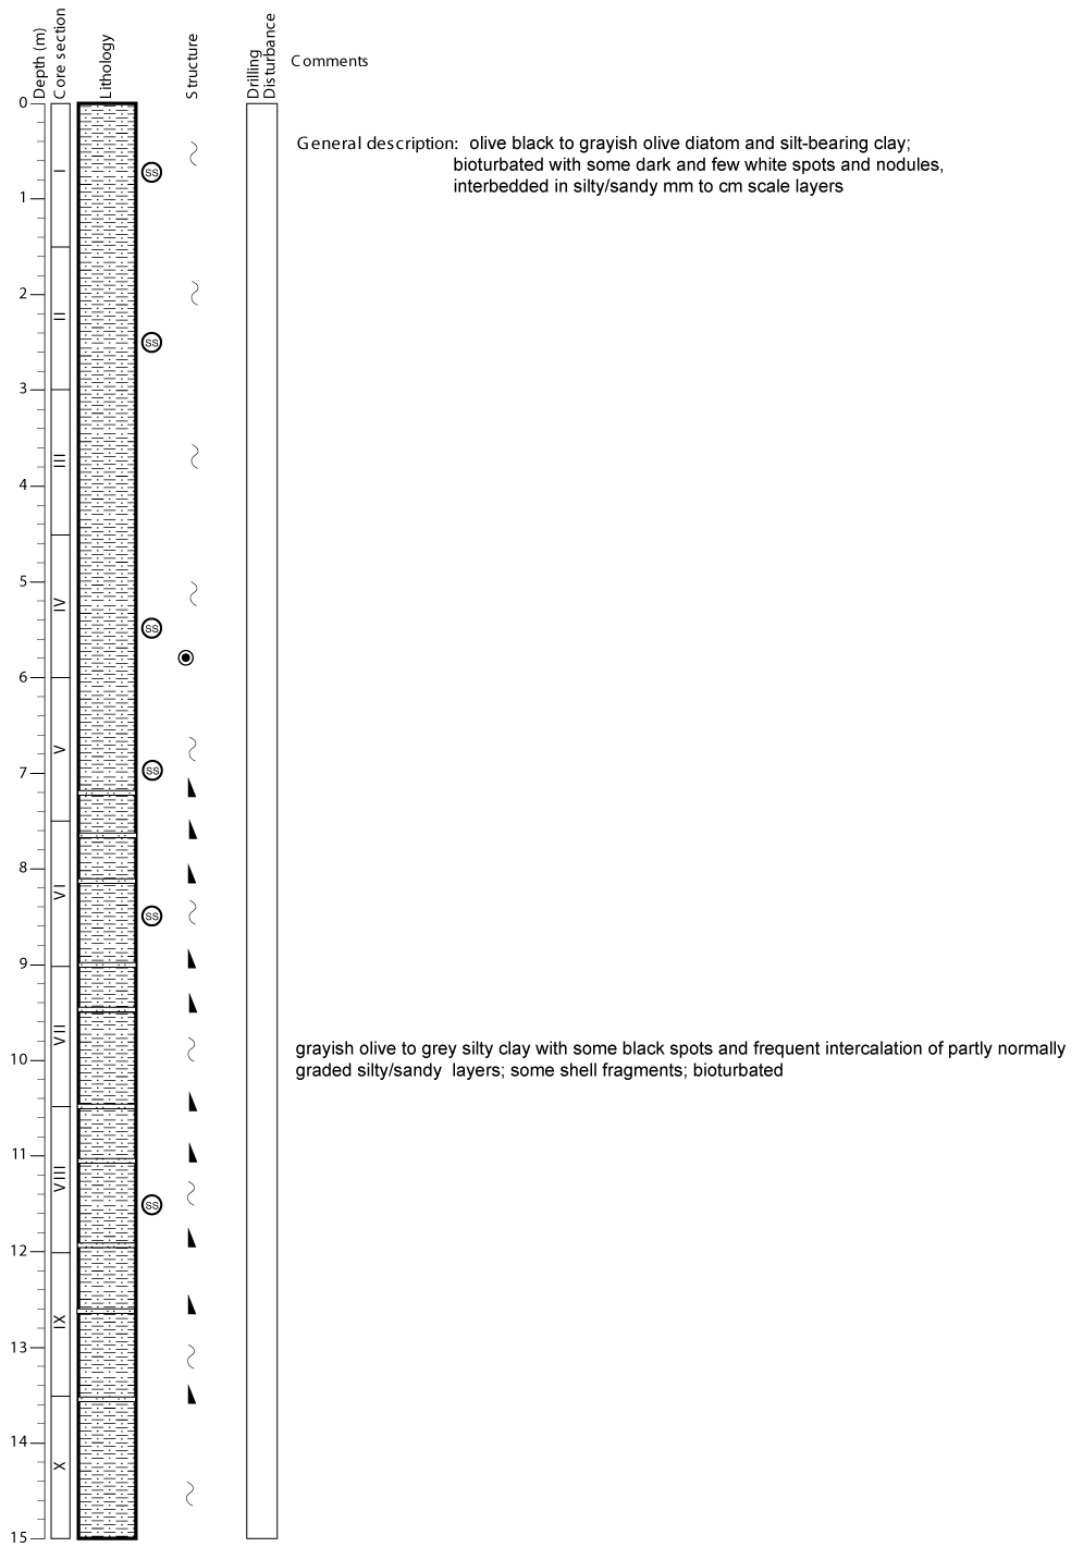 Depth (m)
Core section
Lithology
Structure
Drilling
Disturbance
Comments
0
General description: olive black to grayish olive diatom and silt-bearing clay;
bioturbated with some dark and few white spots and nodules,
interbedded in silty/sandy mm to cm scale layers
I
SS
1
2
II
SS
3
III
4
5
IV
SS
6
V
SS
7
8
VI
SS
9
VII
grayish olive to grey silty clay with some black spots and frequent intercalation of partly normally
graded silty/sandy layers; some shell fragments; bioturbated
10
11
VIII
SS
12
IX
13
14
X
15